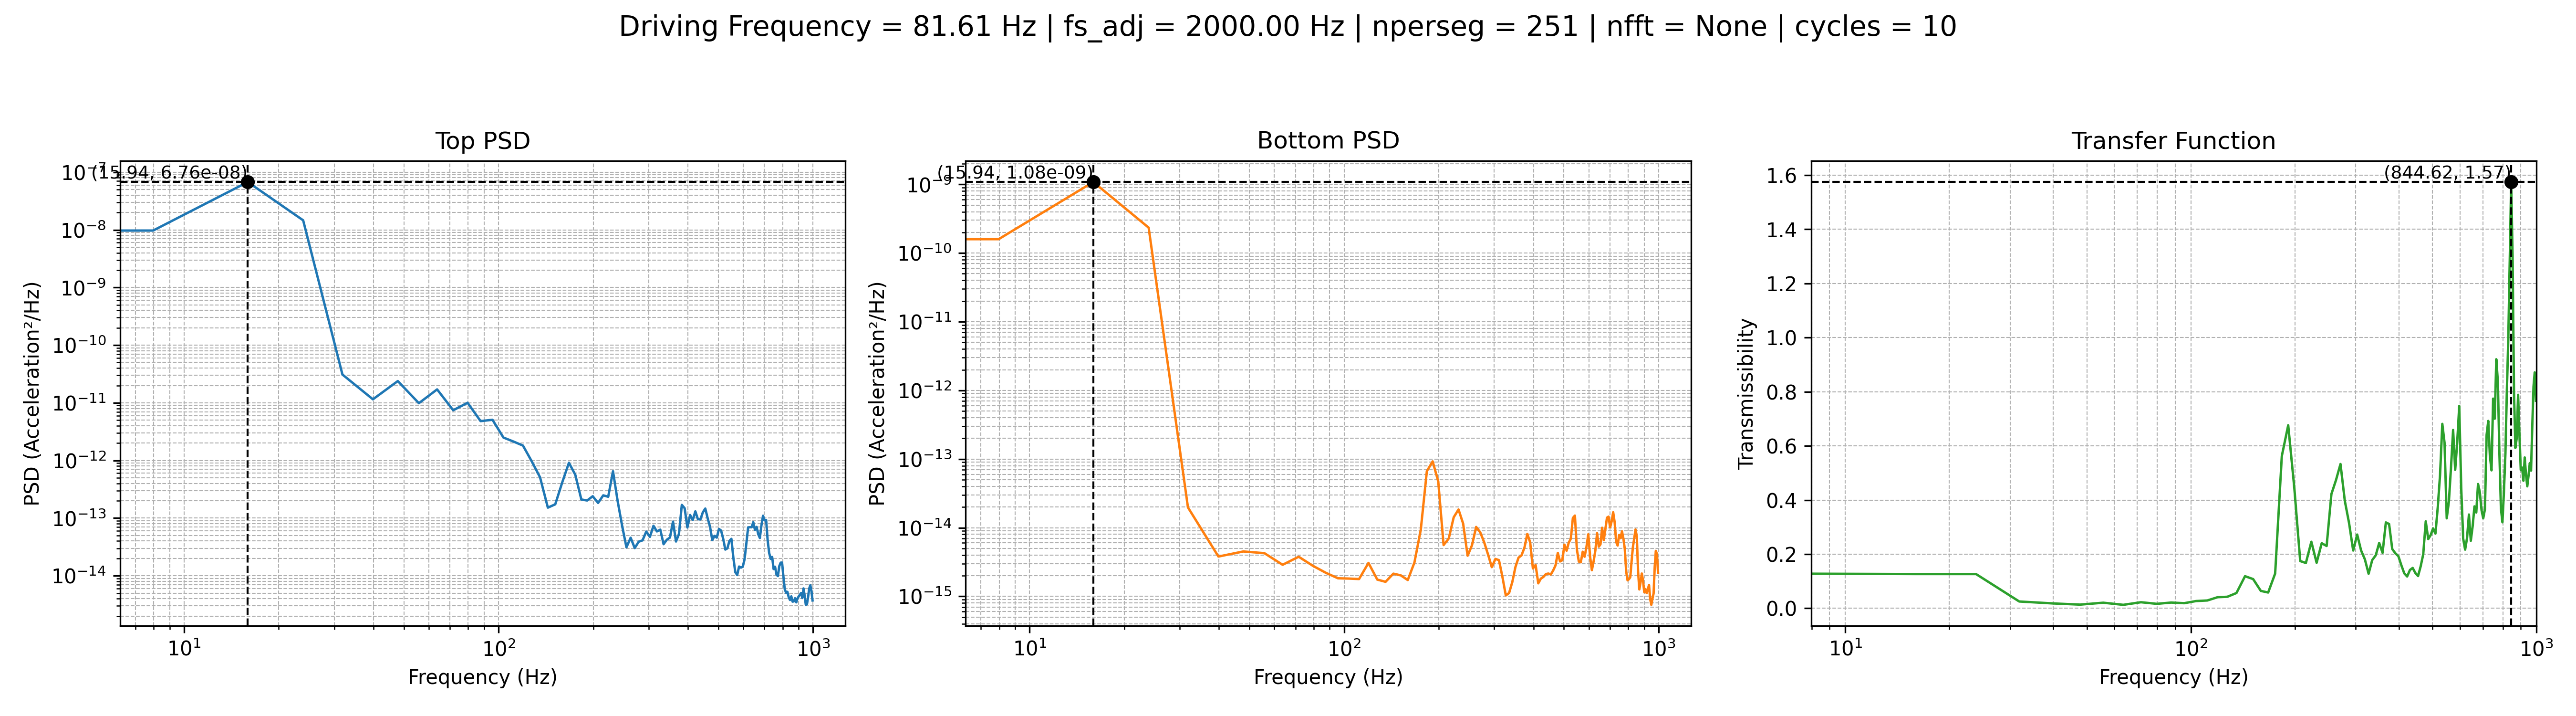 Driving Frequency = 81.61 Hz | fs_adj = 2000.00 Hz | nperseg = 251 | nfft = None | cycles = 10
Top PSD
PSD (Acceleration²/Hz)
10⁻⁷
10⁻⁸
10⁻⁹
10⁻¹⁰
10⁻¹¹
10⁻¹²
10⁻¹³
10⁻¹⁴
(15.94, 6.76e-08)
10¹
10²
10³
Frequency (Hz)
Bottom PSD
PSD (Acceleration²/Hz)
10⁻⁹
10⁻¹⁰
10⁻¹¹
10⁻¹²
10⁻¹³
10⁻¹⁴
10⁻¹⁵
(15.94, 1.08e-09)
10¹
10²
10³
Frequency (Hz)
Transfer Function
Transmissibility
1.6
1.4
1.2
1.0
0.8
0.6
0.4
0.2
0.0
(844.62, 1.57)
10¹
10²
10³
Frequency (Hz)